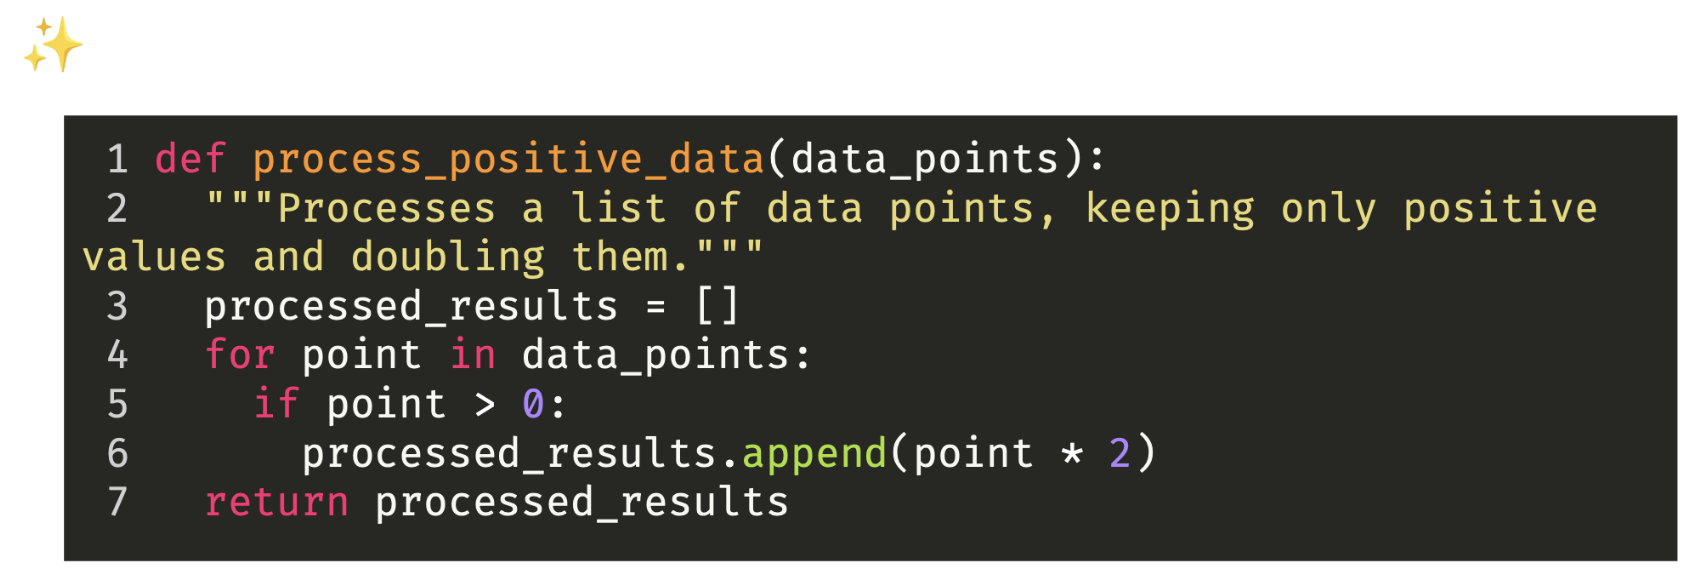 ✨
1 def process_positive_data(data_points):
2   """Processes a list of data points, keeping only positive
values and doubling them."""
3   processed_results = []
4   for point in data_points:
5     if point > 0:
6       processed_results.append(point * 2)
7   return processed_results